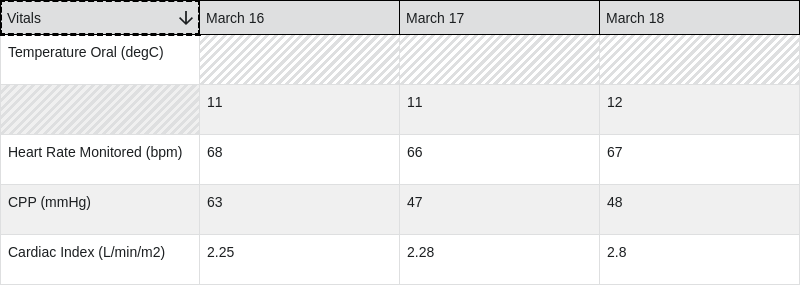 Vitals March 16 March 17 March 18
Temperature Oral (degC)
11 11 12
Heart Rate Monitored (bpm) 68 66 67
CPP (mmHg) 63 47 48
Cardiac Index (L/min/m2) 2.25 2.28 2.8